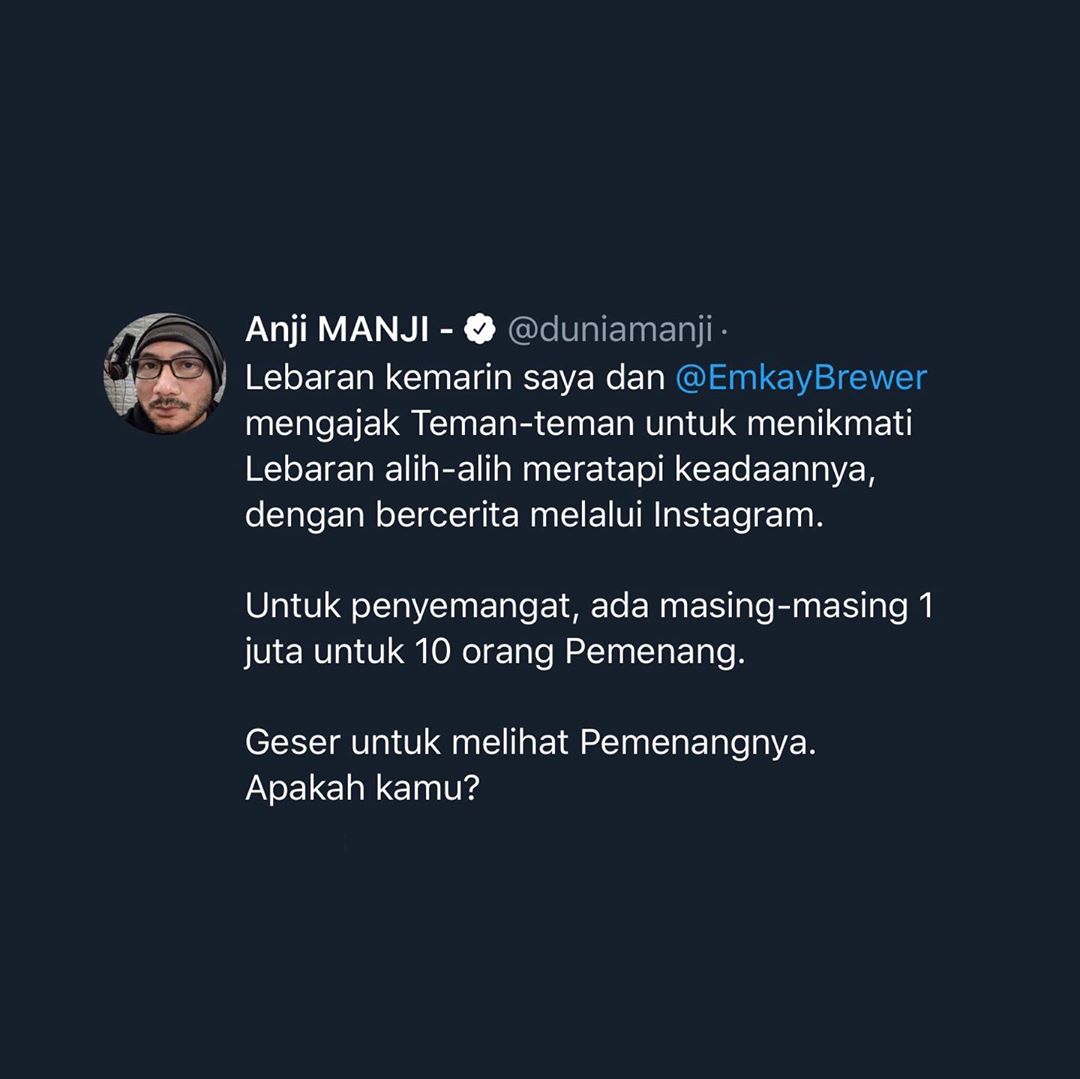 Anji MANJI - @duniamanji ·
Lebaran kemarin saya dan @EmkayBrewer
mengajak Teman-teman untuk menikmati
Lebaran alih-alih meratapi keadaannya,
dengan bercerita melalui Instagram.
Untuk penyemangat, ada masing-masing 1
juta untuk 10 orang Pemenang.
Geser untuk melihat Pemenangnya.
Apakah kamu?